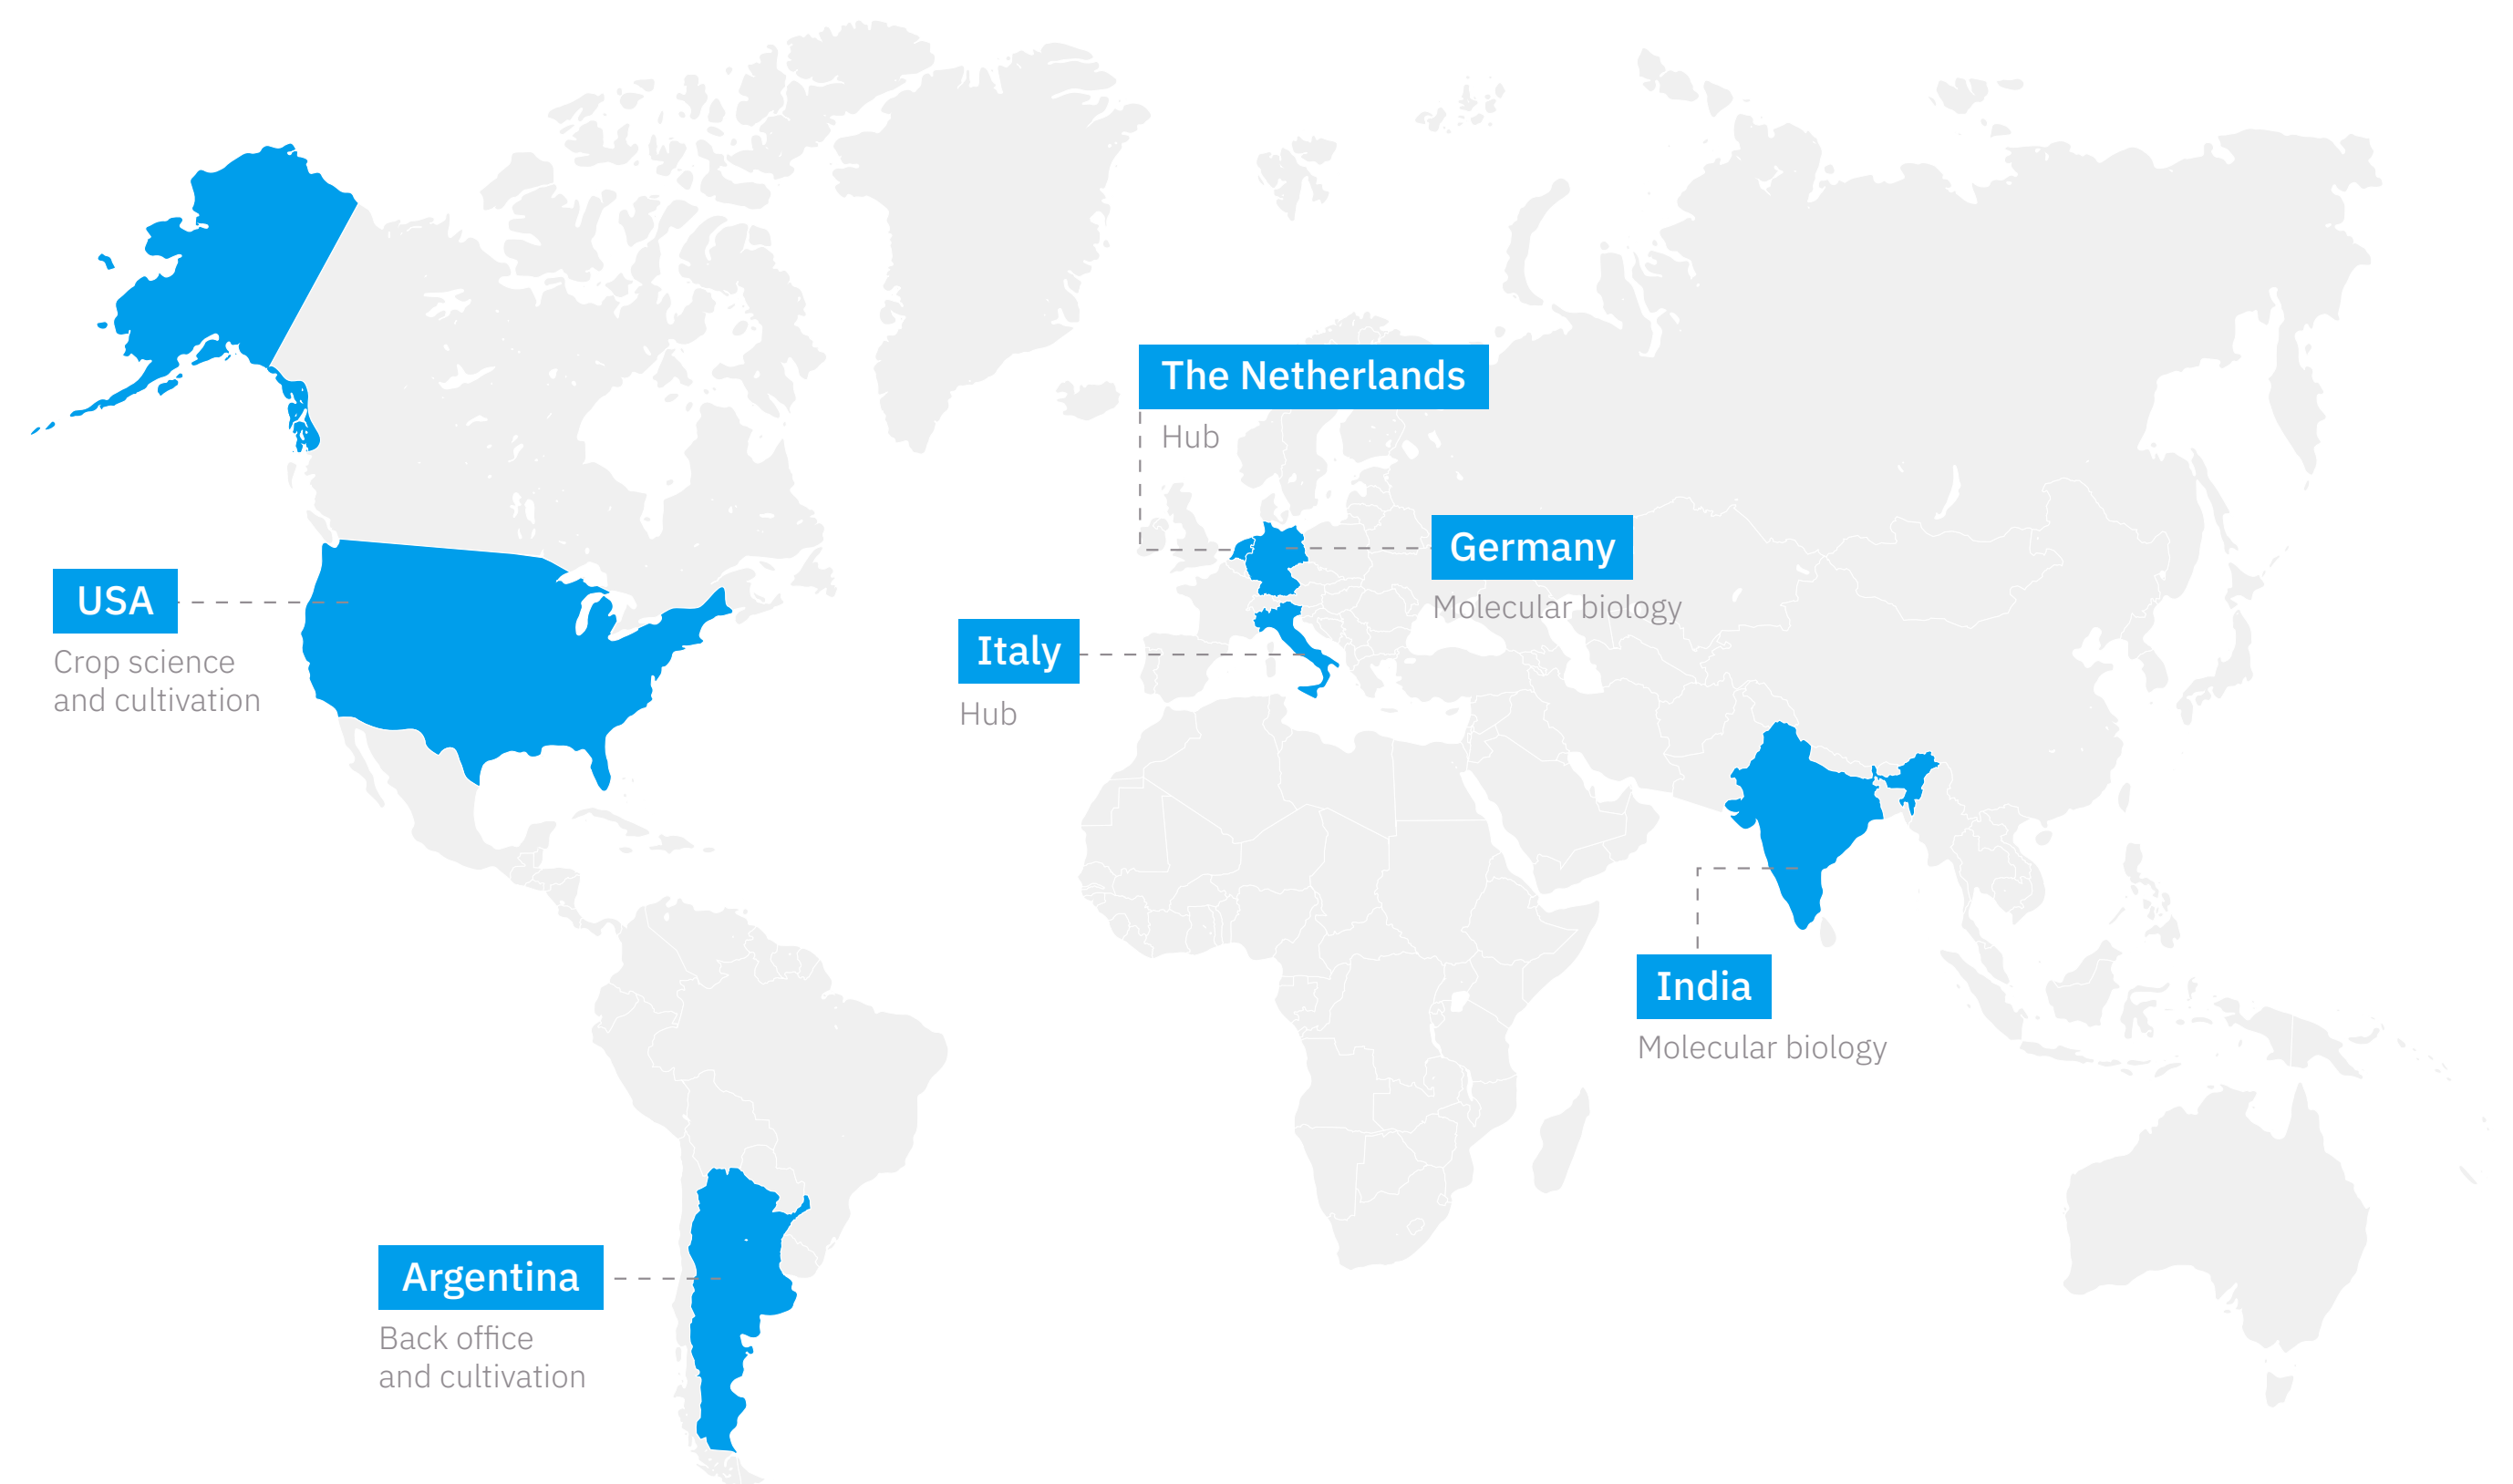 The Netherlands
Hub
Germany
Molecular biology
USA
Crop science
and cultivation
Italy
Hub
India
Molecular biology
Argentina
Back office
and cultivation